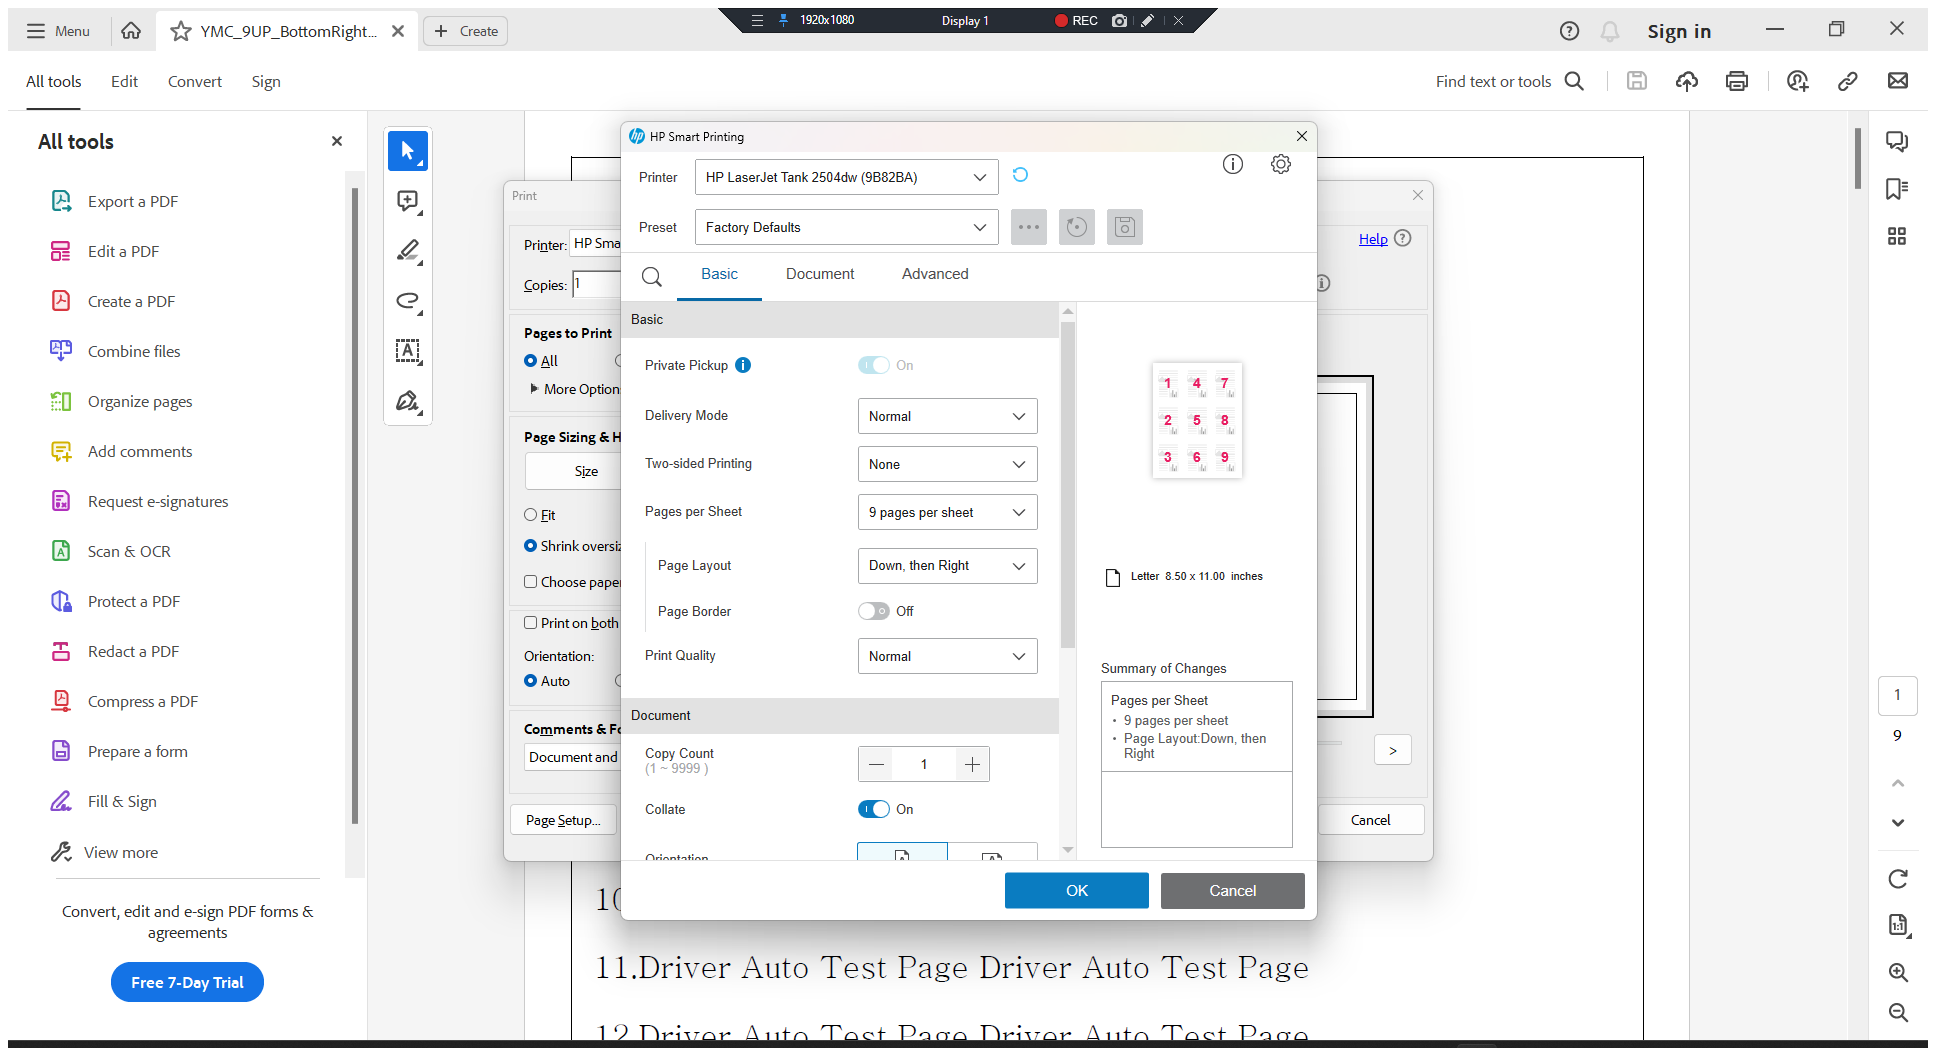 1920x1080
Display 1
REC
Menu
YMC_9UP_BottomRight...
Create
Sign in
All tools
Edit
Convert
Sign
Find text or tools
All tools
Export a PDF
Edit a PDF
Create a PDF
Combine files
Organize pages
Add comments
Request e-signatures
Scan & OCR
Protect a PDF
Redact a PDF
Compress a PDF
Prepare a form
Fill & Sign
View more
Convert, edit and e-sign PDF forms &
agreements
Free 7-Day Trial
Print
Printer:
HP Sma
Copies:
1
Pages to Print
All
More Option
Page Sizing & H
Size
Fit
Shrink oversiz
Choose pape
Print on both
Orientation:
Auto
Comments & Fo
Document and
Page Setup...
Help
>
Cancel
HP Smart Printing
Printer
HP LaserJet Tank 2504dw (9B82BA)
Preset
Factory Defaults
Basic
Document
Advanced
Basic
Private Pickup
On
Delivery Mode
Normal
Two-sided Printing
None
Pages per Sheet
9 pages per sheet
Page Layout
Down, then Right
Page Border
Off
Print Quality
Normal
Document
Copy Count
(1 ~ 9999 )
1
Collate
On
Orientation
1 4 7
2 5 8
3 6 9
Letter 8.50 x 11.00 inches
Summary of Changes
Pages per Sheet
• 9 pages per sheet
• Page Layout:Down, then
Right
OK
Cancel
10
11.Driver Auto Test Page Driver Auto Test Page
12.Driver Auto Test Page Driver Auto Test Page
1
9